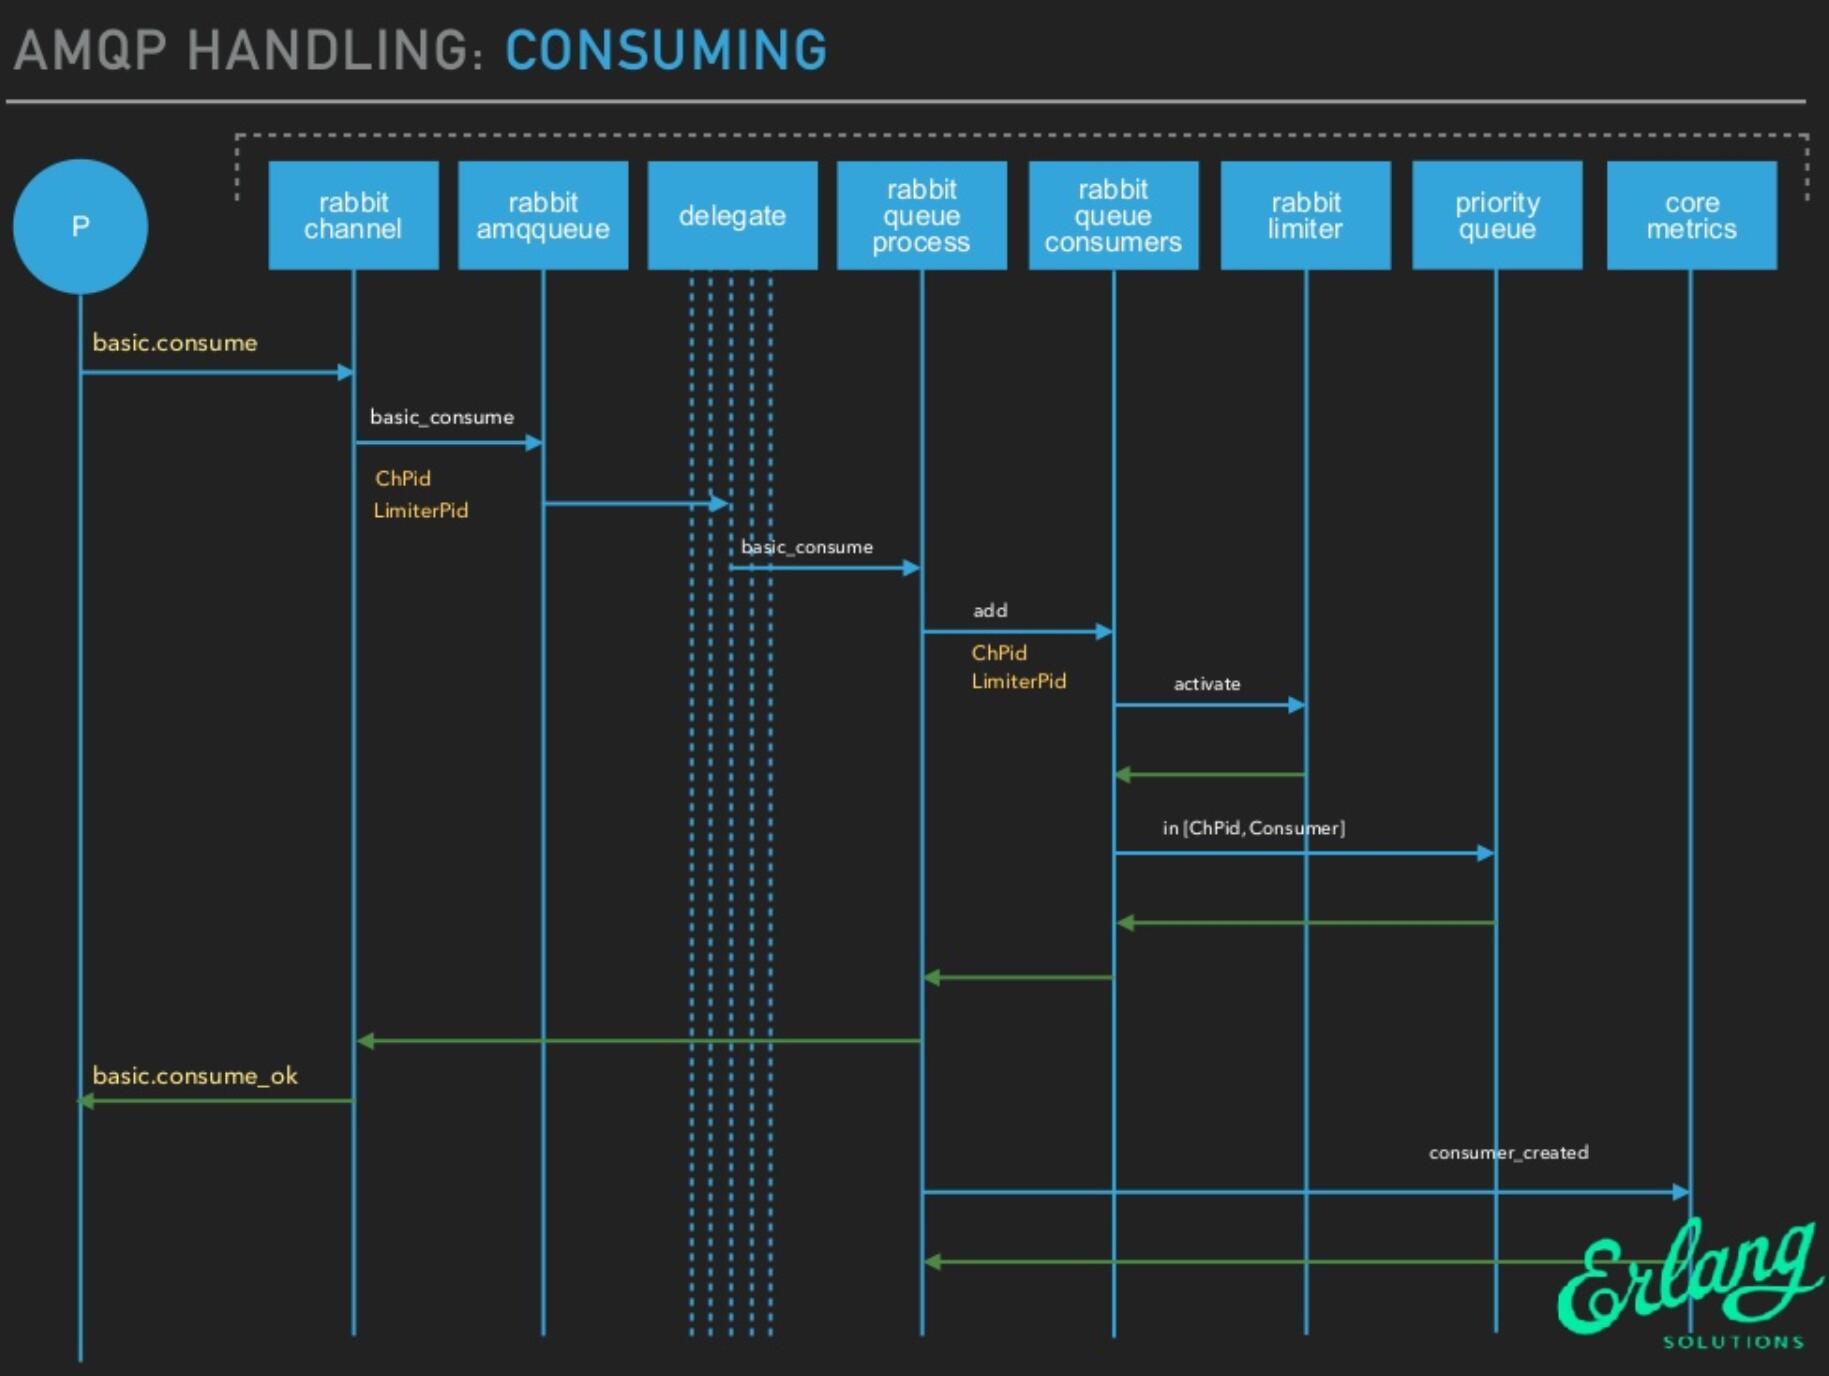 AMQP HANDLING: CONSUMING
P
rabbit
channel
rabbit
amqqueue
delegate
rabbit
queue
process
rabbit
queue
consumers
rabbit
limiter
priority
queue
core
metrics
basic.consume
basic_consume
ChPid
LimiterPid
basic_consume
add
ChPid
LimiterPid
activate
in [ChPid, Consumer]
basic.consume_ok
consumer_created
Erlang
SOLUTIONS